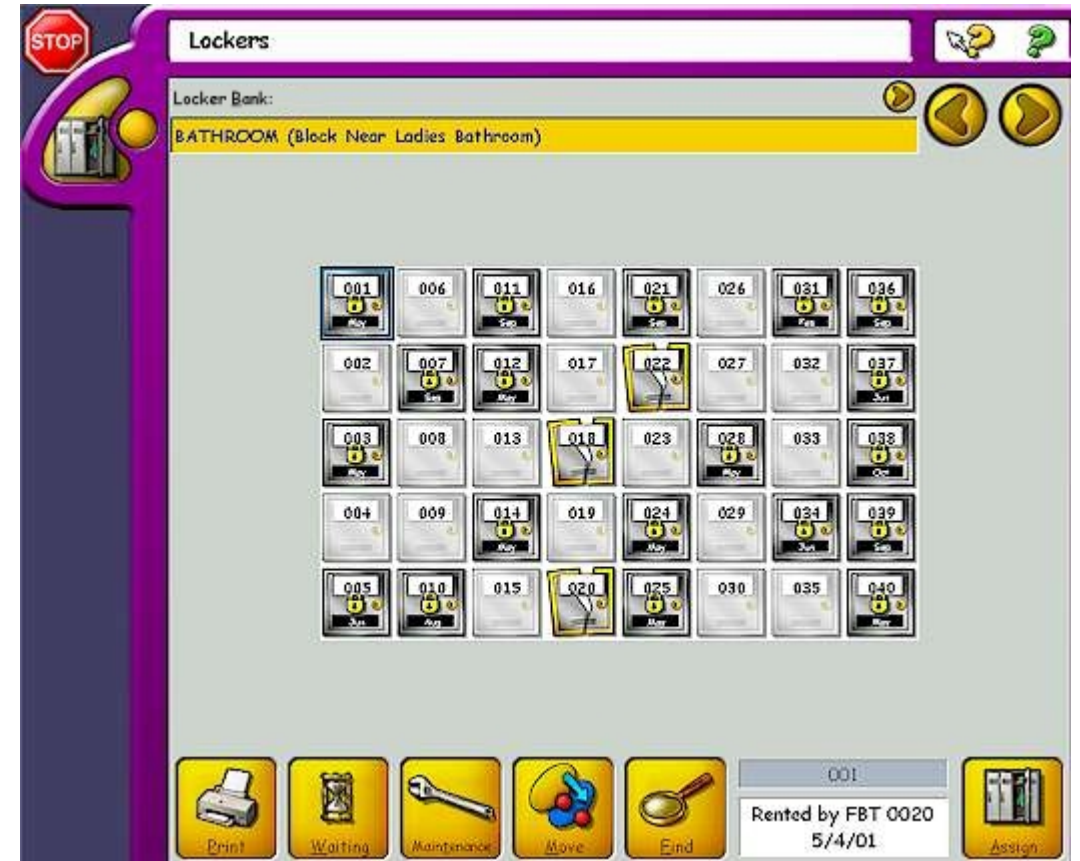 STOP
Lockers
Locker Bank:
BATHROOM (Block Near Ladies Bathroom)
001 006 011 016 021 026 031 036
May Sep Sep Feb Sep
002 007 012 017 022 027 032 037
Sep May Jun
003 008 013 018 023 028 033 038
May May Oct
004 009 014 019 024 029 034 039
May May Jun Sep
005 010 015 020 025 030 035 040
Jun Aug May
001
Rented by FBT 0020
5/4/01
Print Waiting Maintenance Move Find Assign